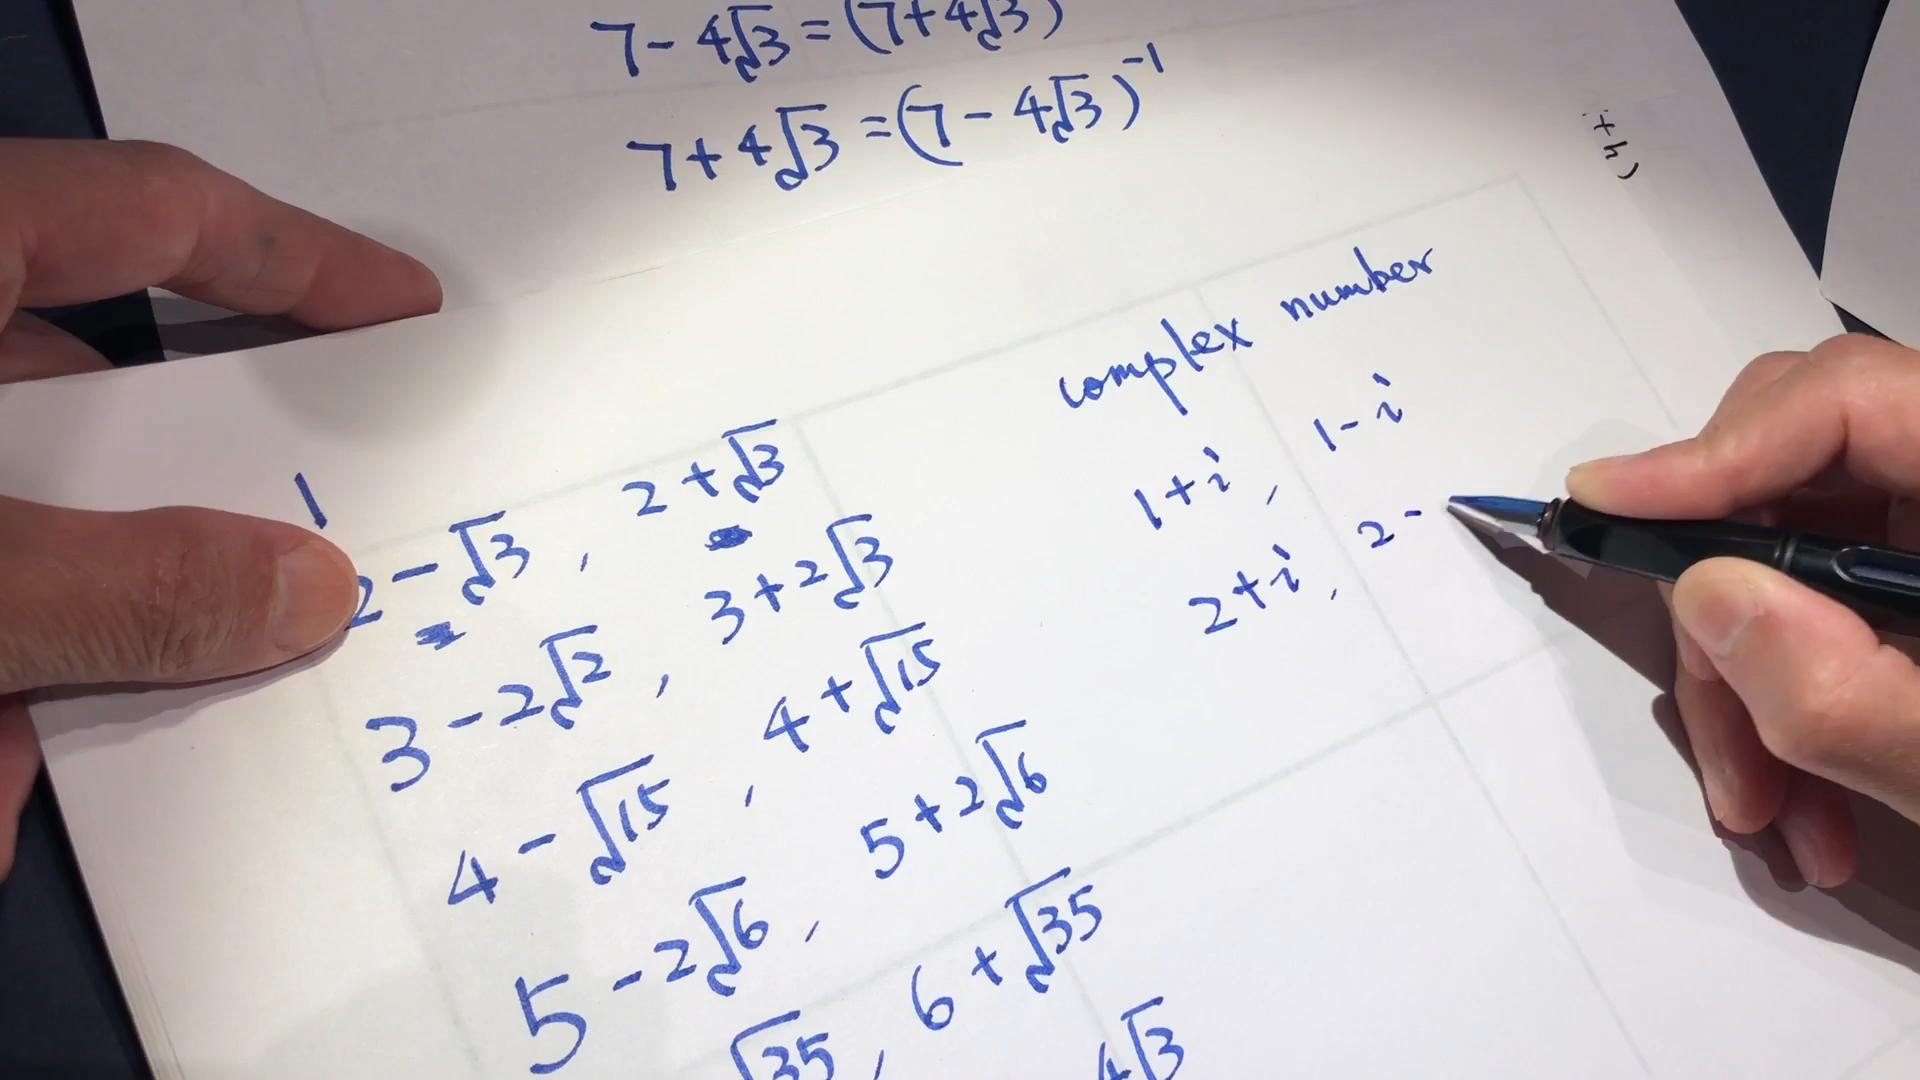 7 - 4√3 = (7 + 4√3)
7 + 4√3 = (7 - 4√3)⁻¹
+h)
complex number
1 + i , 1 - i
2 + i , 2 -
1
2 - √3 , 2 + √3
3 - 2√2 , 3 + 2√3
4 - √15 , 4 + √15
5 - 2√6 , 5 + 2√6
√35 , 6 + √35
4√3